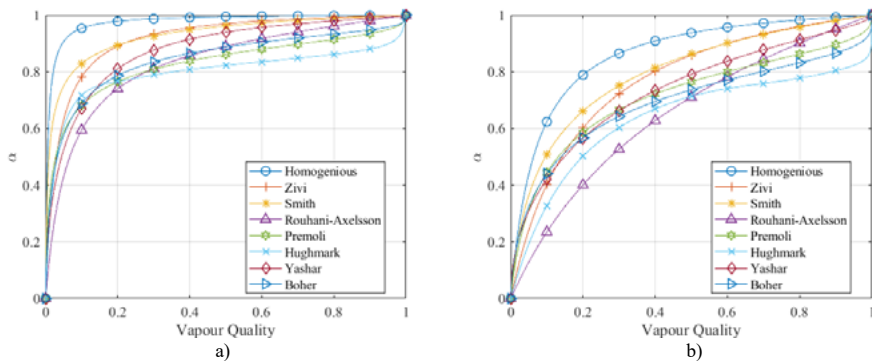 1
0.8
0.6
α
0.4
0.2
0
Homogenious
Zivi
Smith
Rouhani-Axelsson
Premoli
Hughmark
Yashar
Boher
0 0.2 0.4 0.6 0.8 1
Vapour Quality
a)
1
0.8
0.6
α
0.4
0.2
0
Homogenious
Zivi
Smith
Rouhani-Axelsson
Premoli
Hughmark
Yashar
Boher
0 0.2 0.4 0.6 0.8 1
Vapour Quality
b)